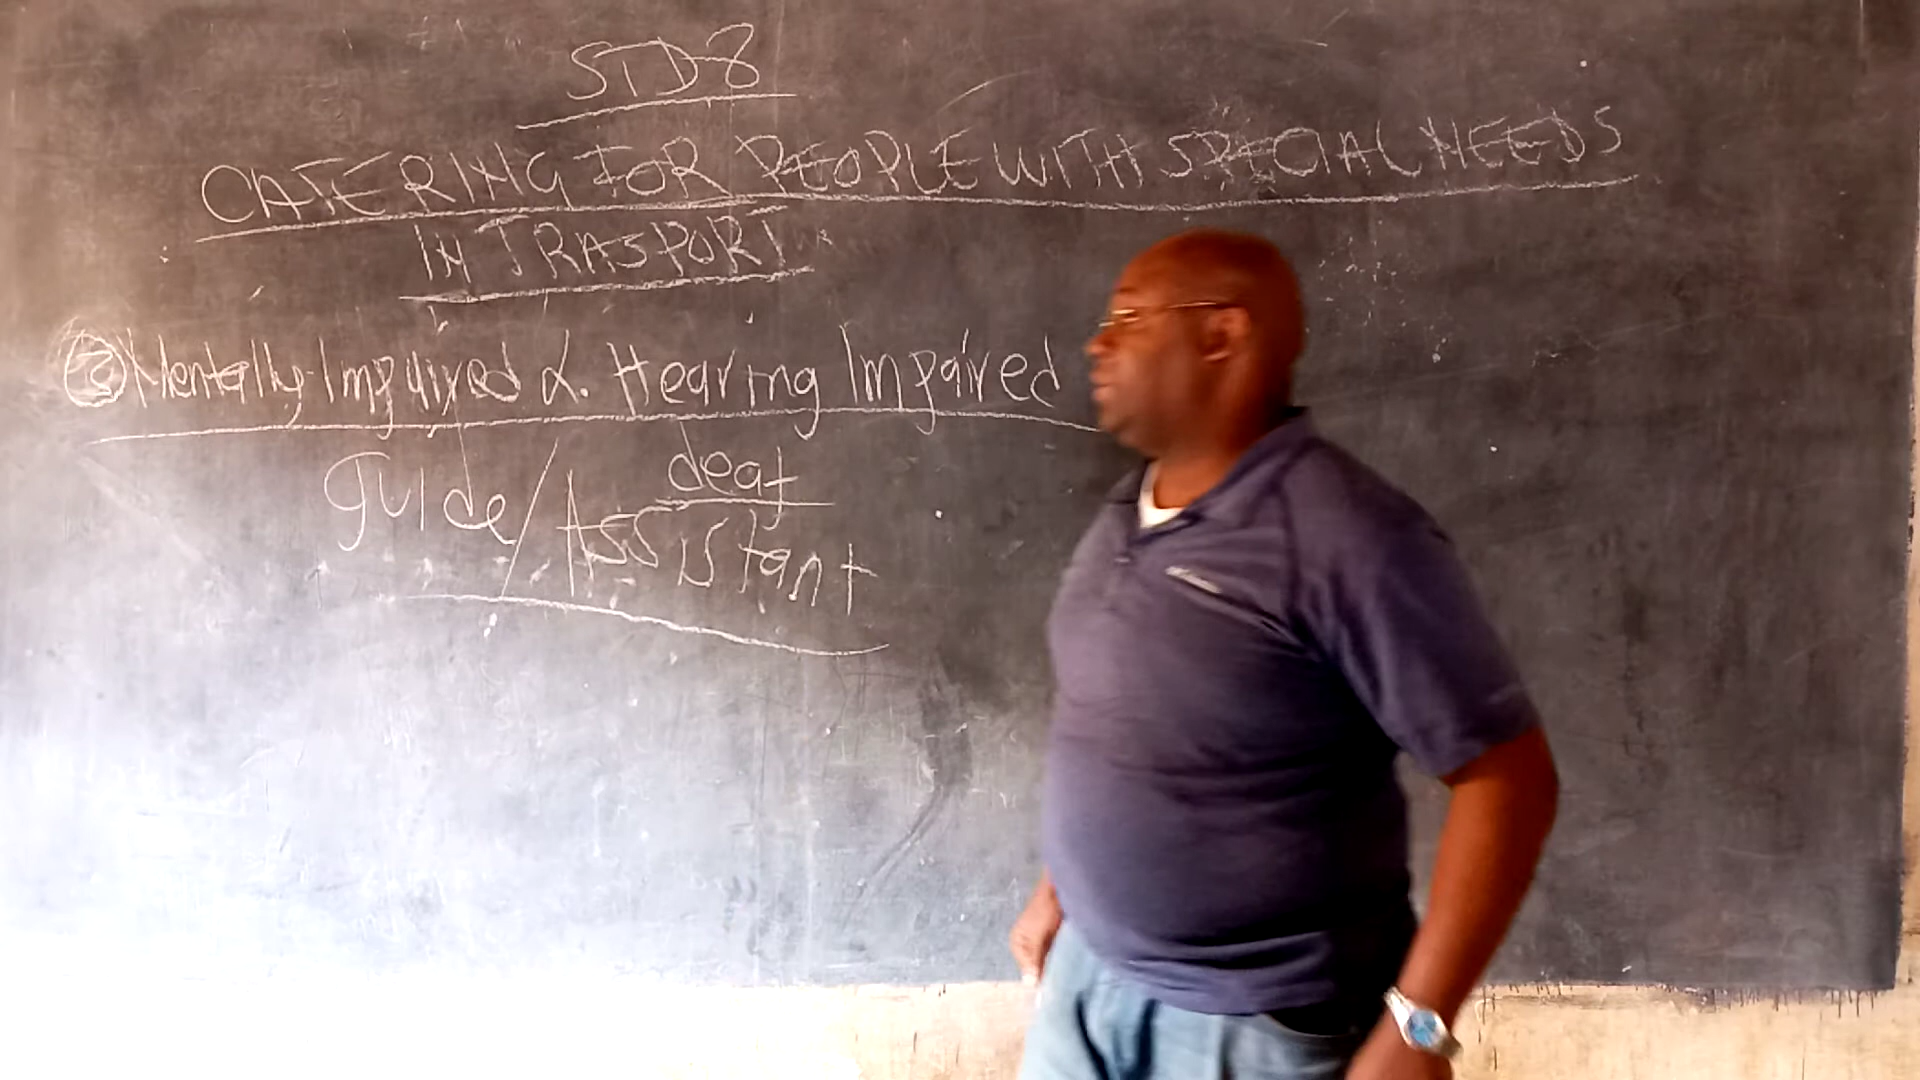 STD 8
CATERING FOR PEOPLE WITH SPECIAL NEEDS
IN TRASPORT
③ Mentally Impaired &. Hearing Impaired
deaf
guide/Assistant